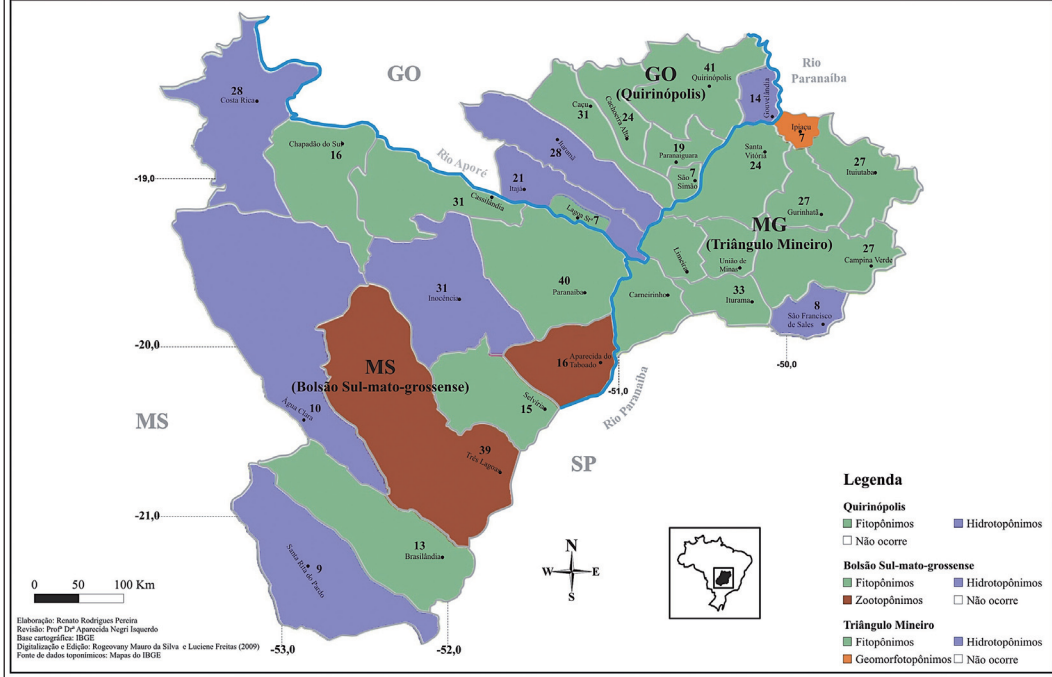 GO
Rio
Paranaíba
28
Costa Rica
GO
(Quirinópolis)
41
Quirinópolis
14
Gouvelândia
Caçu
31
Cachoeira Alta
24
Ipiaçu
7
Chapadão do Sul
16
Itarumã
28
19
Paranaiguara
Santa
Vitória
24
27
Ituiutaba
Rio Aporé
7
São
Simão
-19,0
21
Itajá
31
Cassilândia
Lagoa Stª 7
27
Gurinhatã
MG
(Triângulo Mineiro)
Limeira
União de
Minas
27
Campina Verde
31
Inocência
40
Paranaíba
Carneirinho
33
Iturama
8
São Francisco
de Sales
-20,0
MS
(Bolsão Sul-mato-grossense)
16
Aparecida do
Taboado
-50,0
-51,0
Rio Paranaíba
MS
10
Água Clara
15
Selvíria
39
Três Lagoas
SP
-21,0
13
Brasilândia
Santa Rita do Pardo
9
N
W E
S
0 50 100 Km
-53,0
-52,0
Legenda
Quirinópolis
Fitopônimos Hidrotopônimos
Não ocorre
Bolsão Sul-mato-grossense
Fitopônimos Hidrotopônimos
Zootopônimos Não ocorre
Triângulo Mineiro
Fitopônimos Hidrotopônimos
Geomorfotopônimos Não ocorre
Elaboração: Renato Rodrigues Pereira
Revisão: Profª Drª Aparecida Negri Isquerdo
Base cartográfica: IBGE
Digitalização e Edição: Rogeovany Mauro da Silva e Luciene Freitas (2009)
Fonte de dados toponímicos: Mapas do IBGE